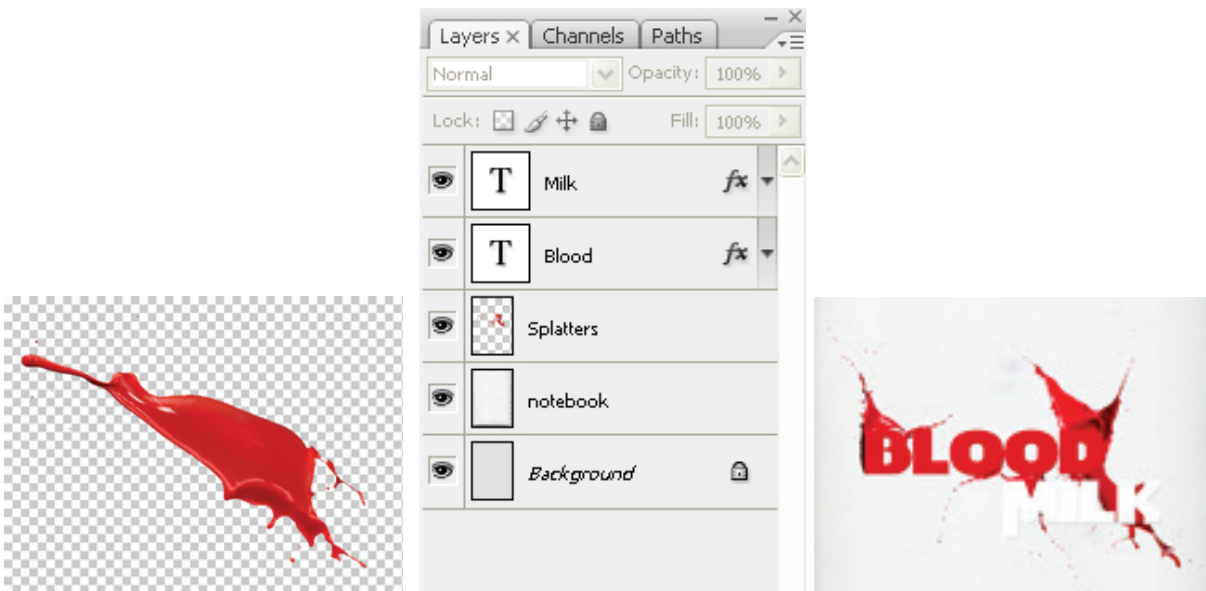 Layers × Channels Paths
Normal Opacity: 100%
Lock: Fill: 100%
T Milk fx
T Blood fx
Splatters
notebook
Background
BLOOD
MILK